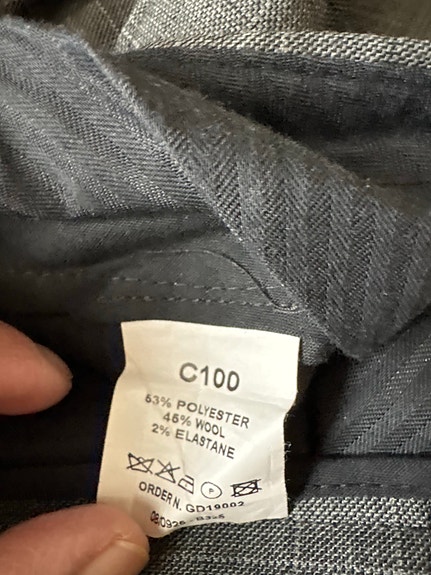 C100
53% POLYESTER
45% WOOL
2% ELASTANE
P
ORDER N. GD19002